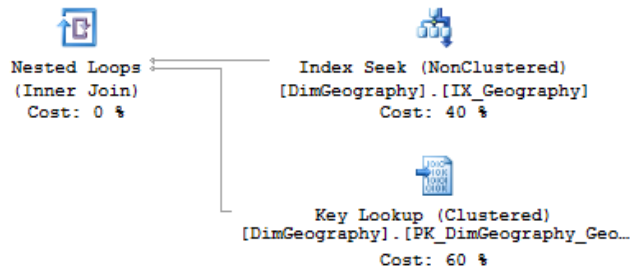 Nested Loops
(Inner Join)
Cost: 0 %
Index Seek (NonClustered)
[DimGeography].[IX_Geography]
Cost: 40 %
Key Lookup (Clustered)
[DimGeography].[PK_DimGeography_Geo…
Cost: 60 %